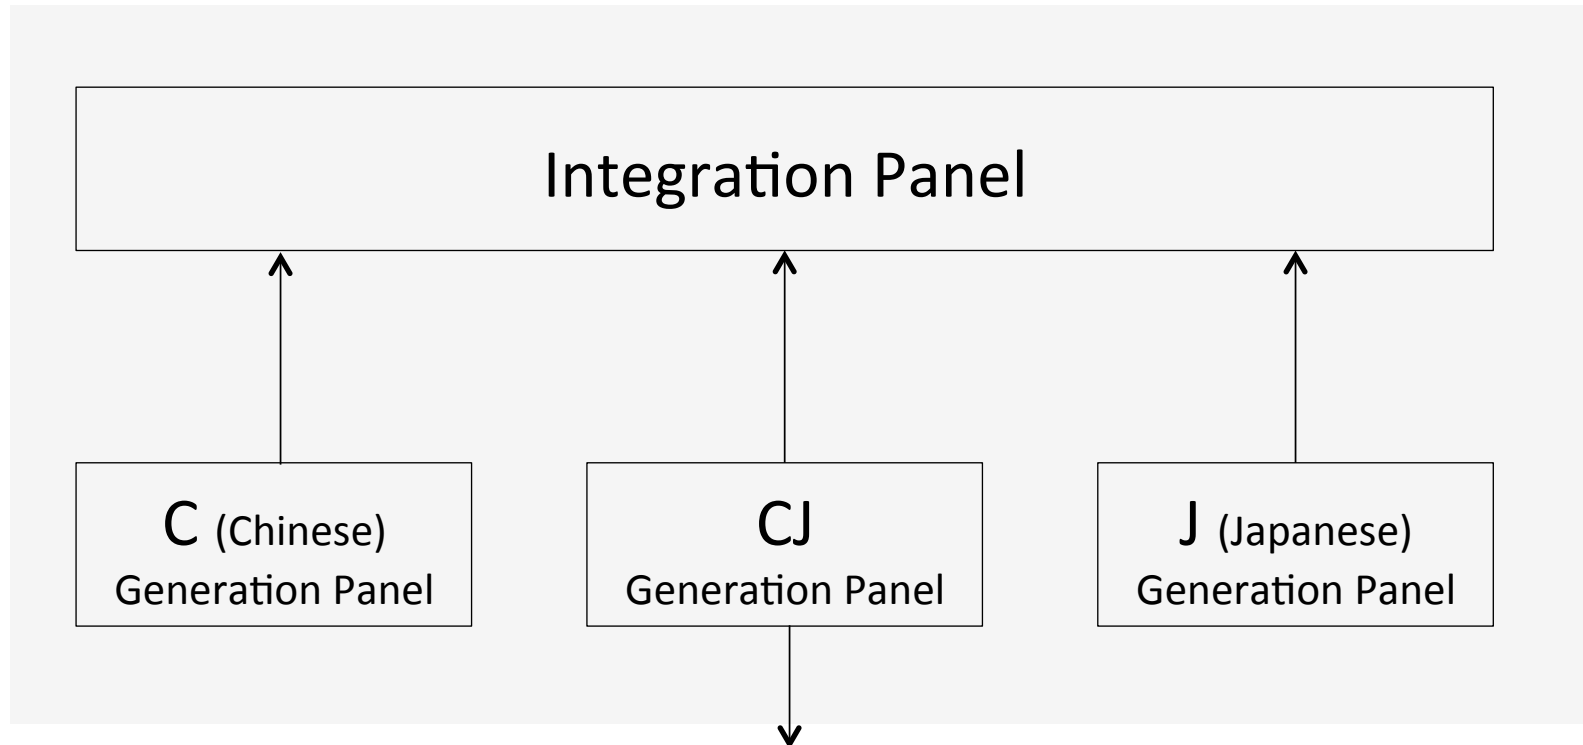 Integration Panel
C (Chinese)
Generation Panel
CJ
Generation Panel
J (Japanese)
Generation Panel